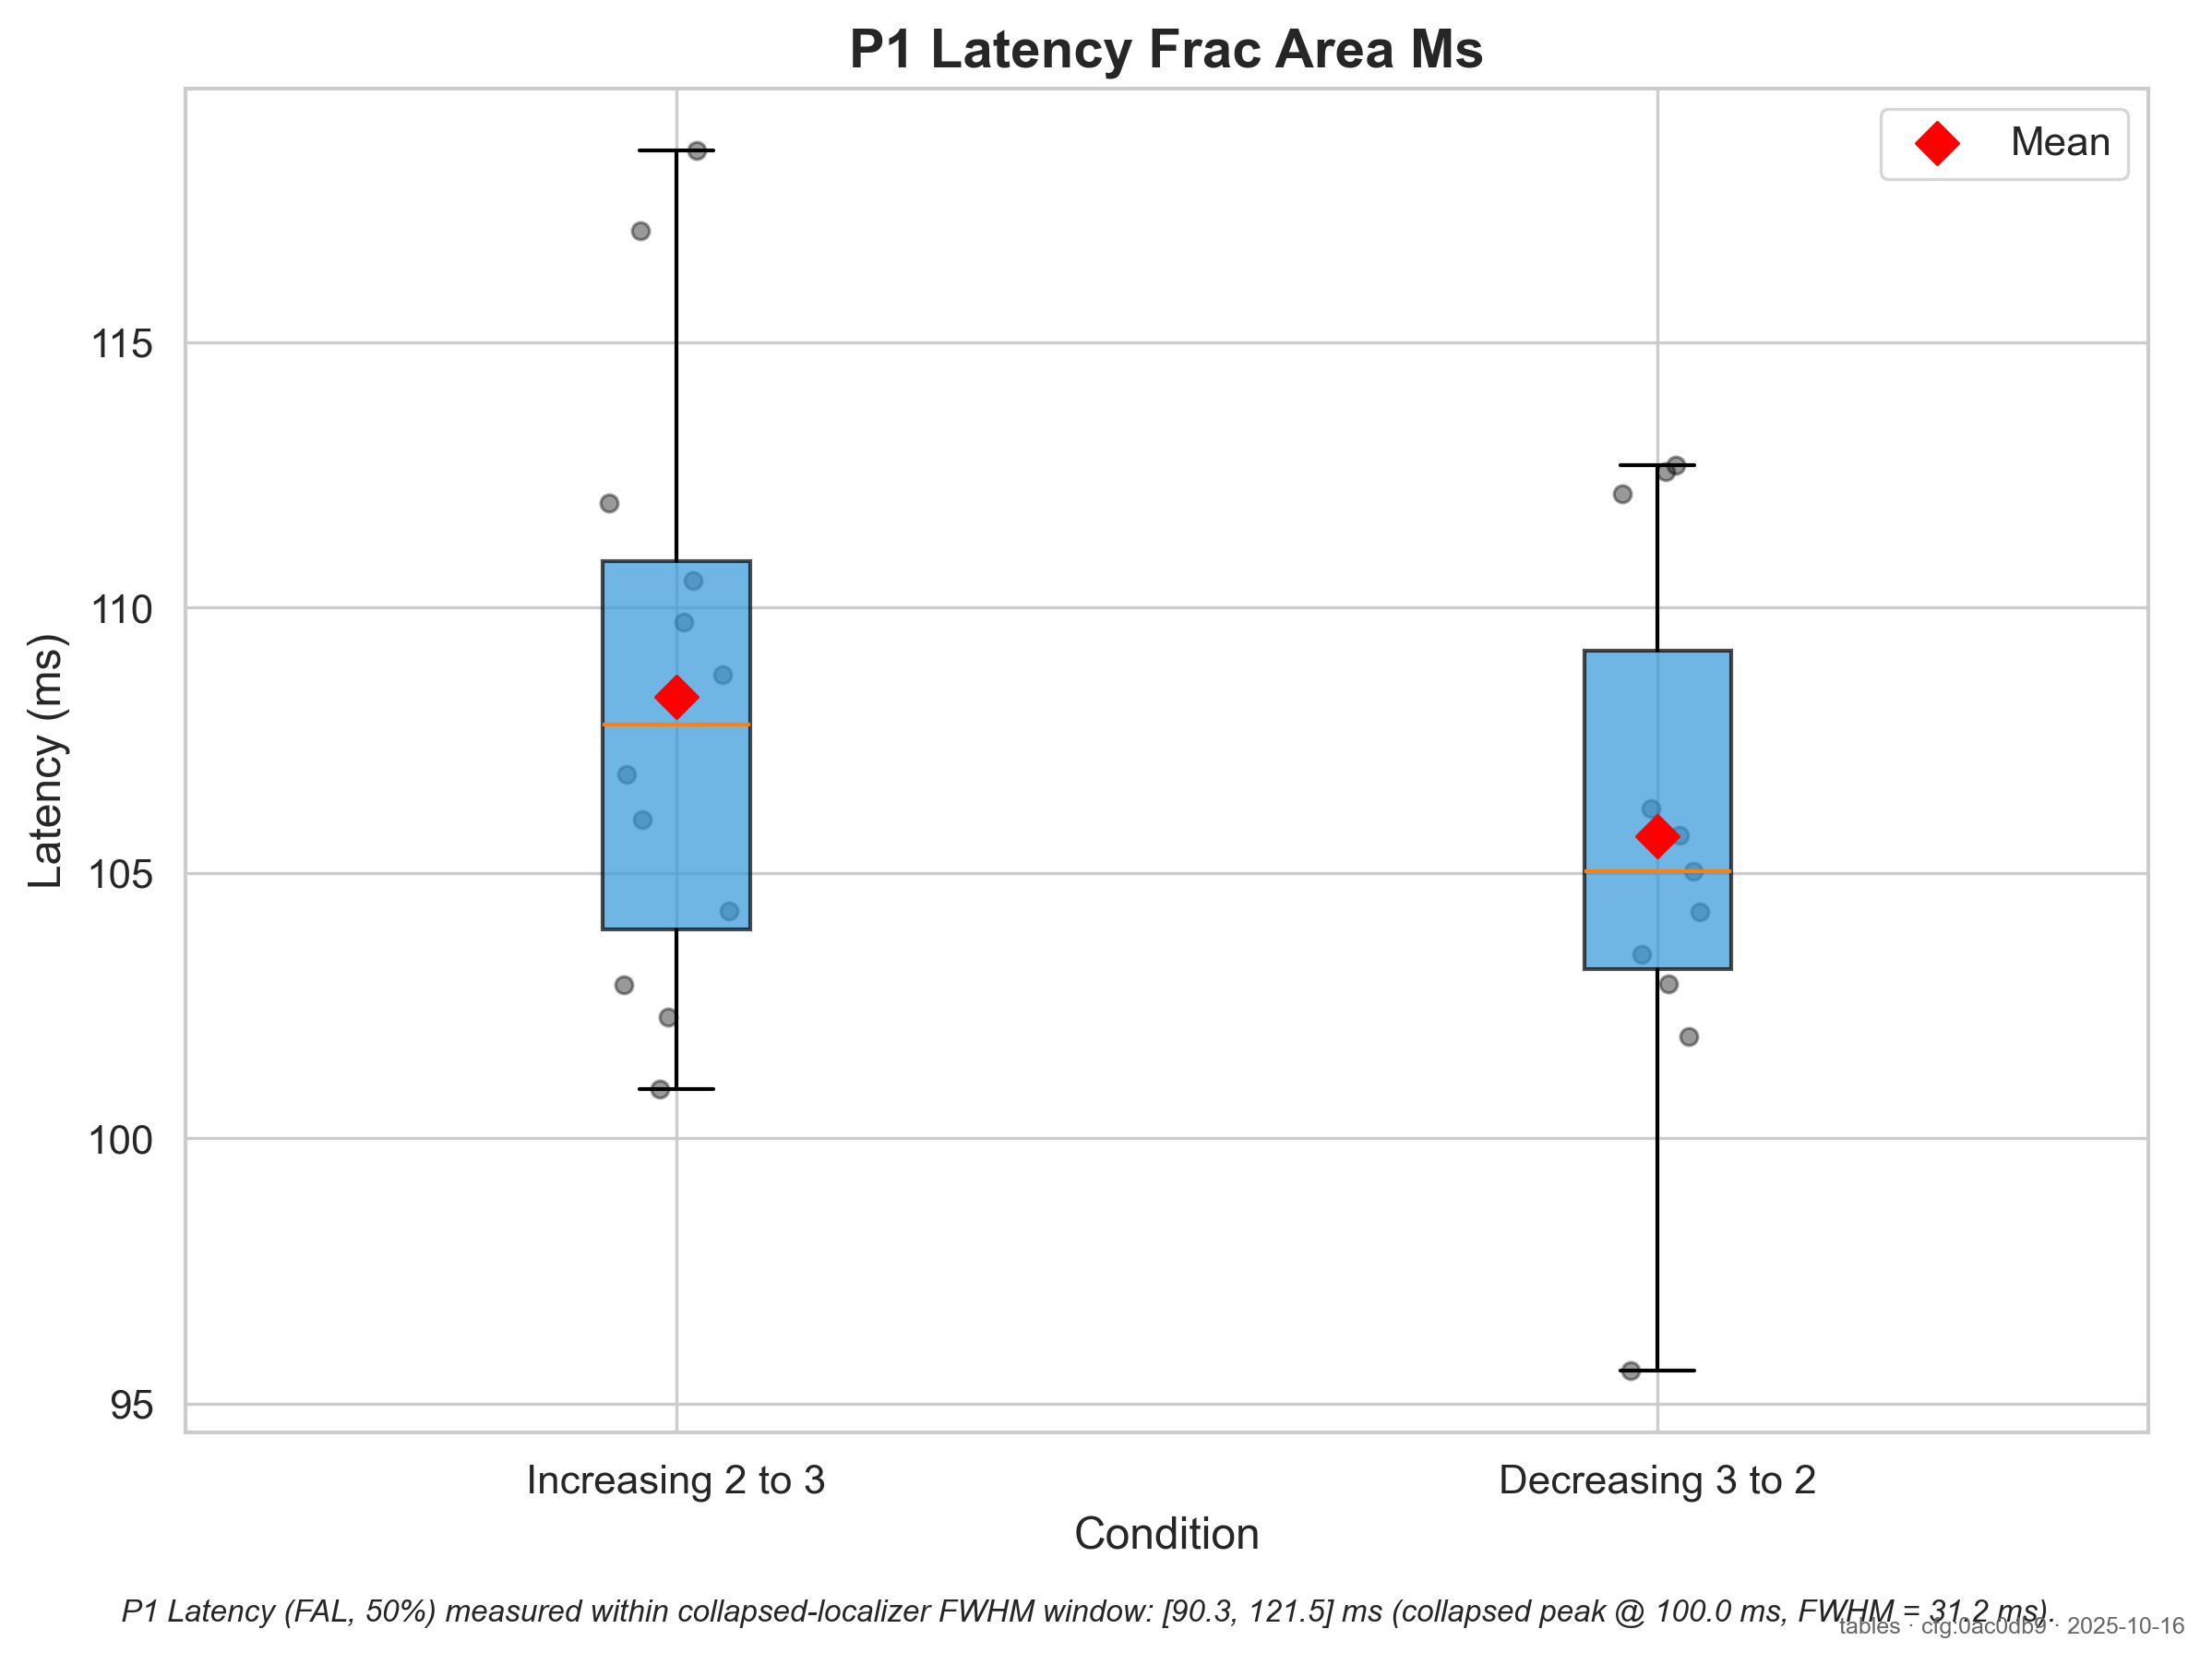 P1 Latency Frac Area Ms
Mean
115
110
105
100
95
Latency (ms)
Increasing 2 to 3
Decreasing 3 to 2
Condition
P1 Latency (FAL, 50%) measured within collapsed-localizer FWHM window: [90.3, 121.5] ms (collapsed peak @ 100.0 ms, FWHM = 31.2 ms).
tables · cfg:0ac0db9 · 2025-10-16